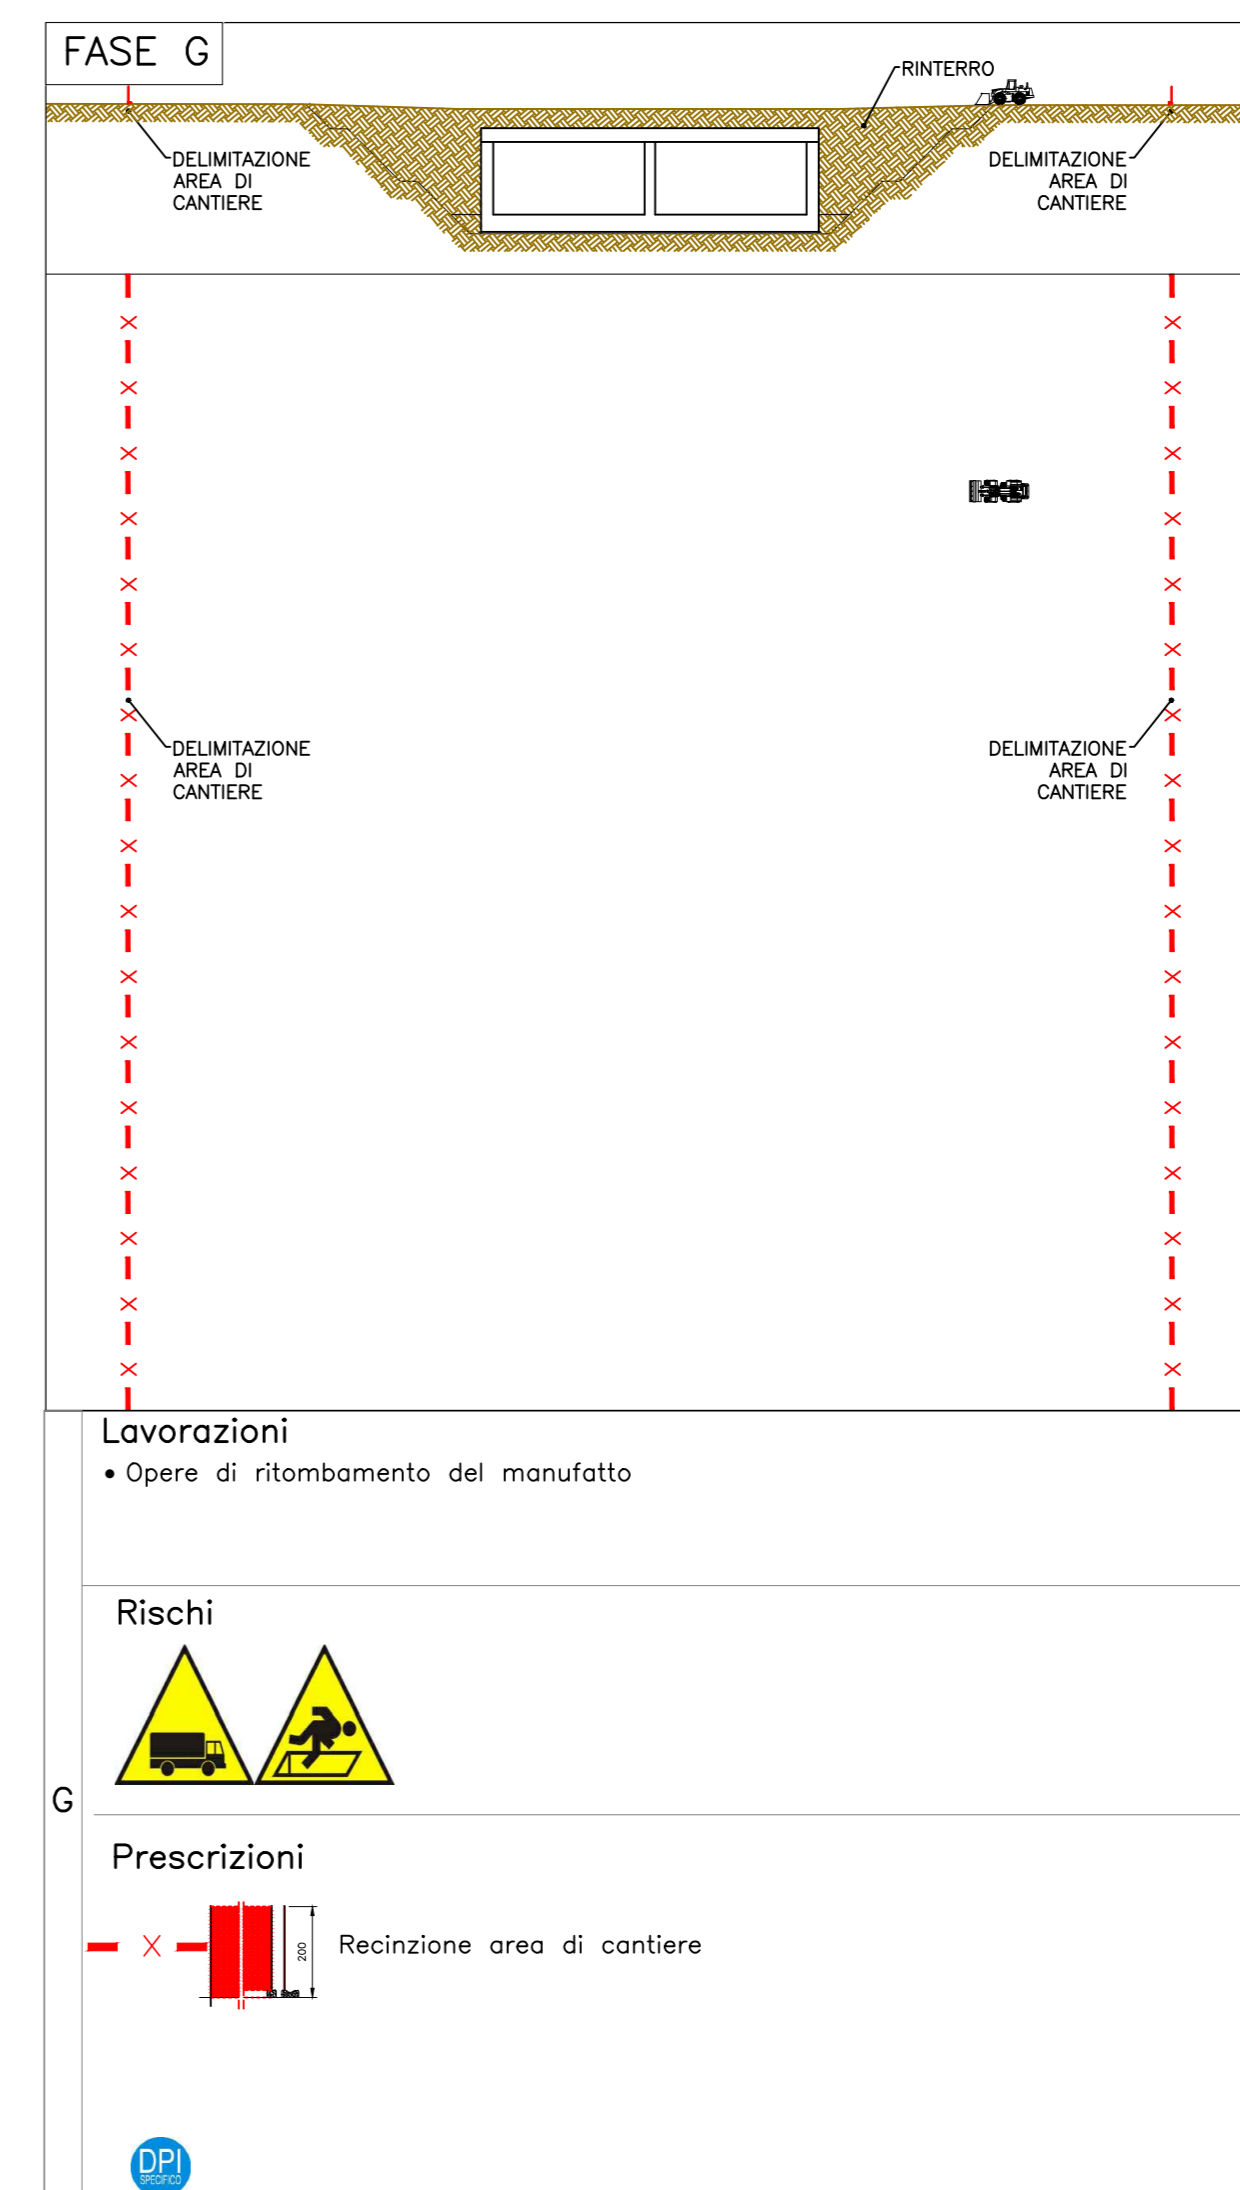 FASE G
RINTERRO
DELIMITAZIONE
AREA DI
CANTIERE
DELIMITAZIONE
AREA DI
CANTIERE
DELIMITAZIONE
AREA DI
CANTIERE
DELIMITAZIONE
AREA DI
CANTIERE
Lavorazioni
• Opere di ritombamento del manufatto
Rischi
G
Prescrizioni
X
200
Recinzione area di cantiere
DPI
SPECIFICO